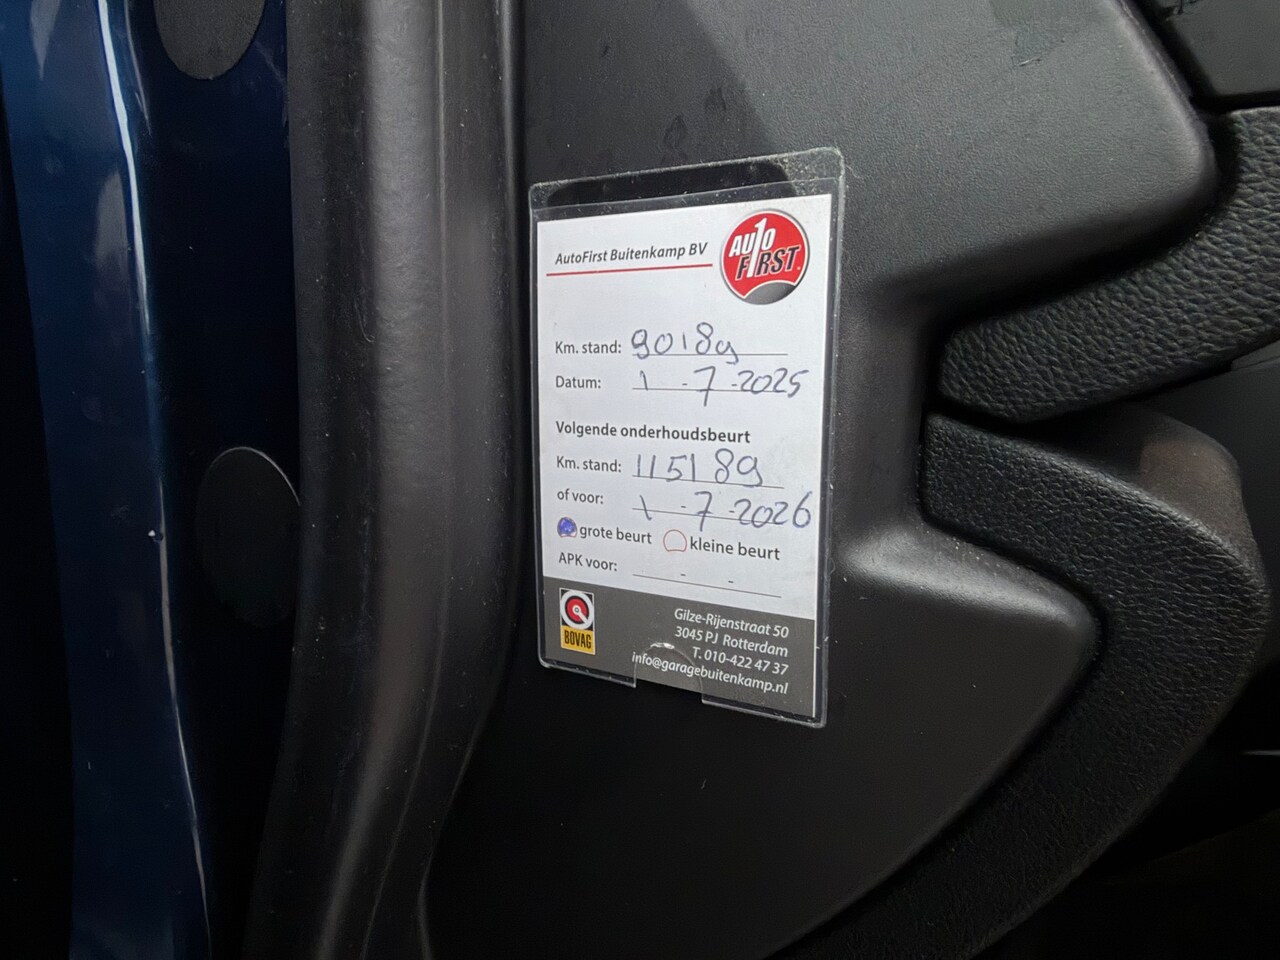 AutoFirst Buitenkamp BV
AUTO
FIRST
Km. stand: 90189
Datum: 1 - 7 - 2025
Volgende onderhoudsbeurt
Km. stand: 115189
of voor: 1 - 7 - 2026
grote beurt kleine beurt
APK voor: - -
BOVAG
Gilze-Rijenstraat 50
3045 PJ Rotterdam
T. 010-422 47 37
info@garagebuitenkamp.nl